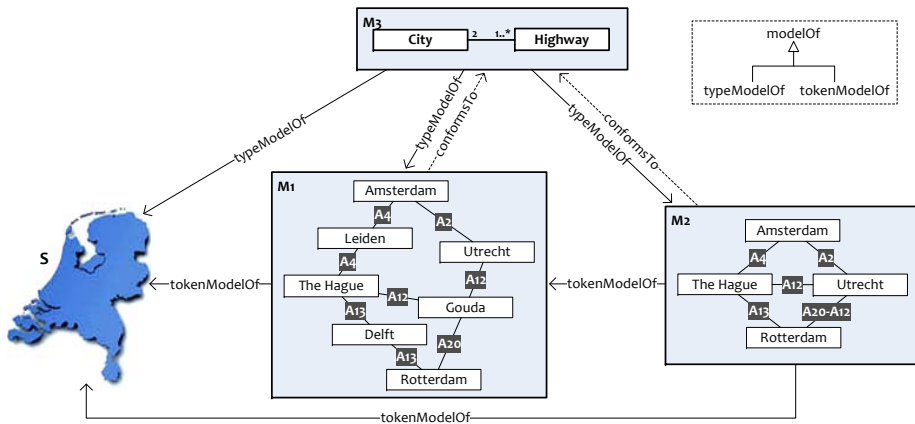 M3
City 2 1..* Highway
modelOf
typeModelOf tokenModelOf
typeModelOf
typeModelOf
conformsTo
typeModelOf
conformsTo
S
M1
Amsterdam
A4 A2
Leiden
Utrecht
A4
A12
The Hague
A12
Gouda
A13
Delft
A13
A20
Rotterdam
M2
Amsterdam
A4 A2
The Hague A12 Utrecht
A13 A20-A12
Rotterdam
tokenModelOf
tokenModelOf
tokenModelOf